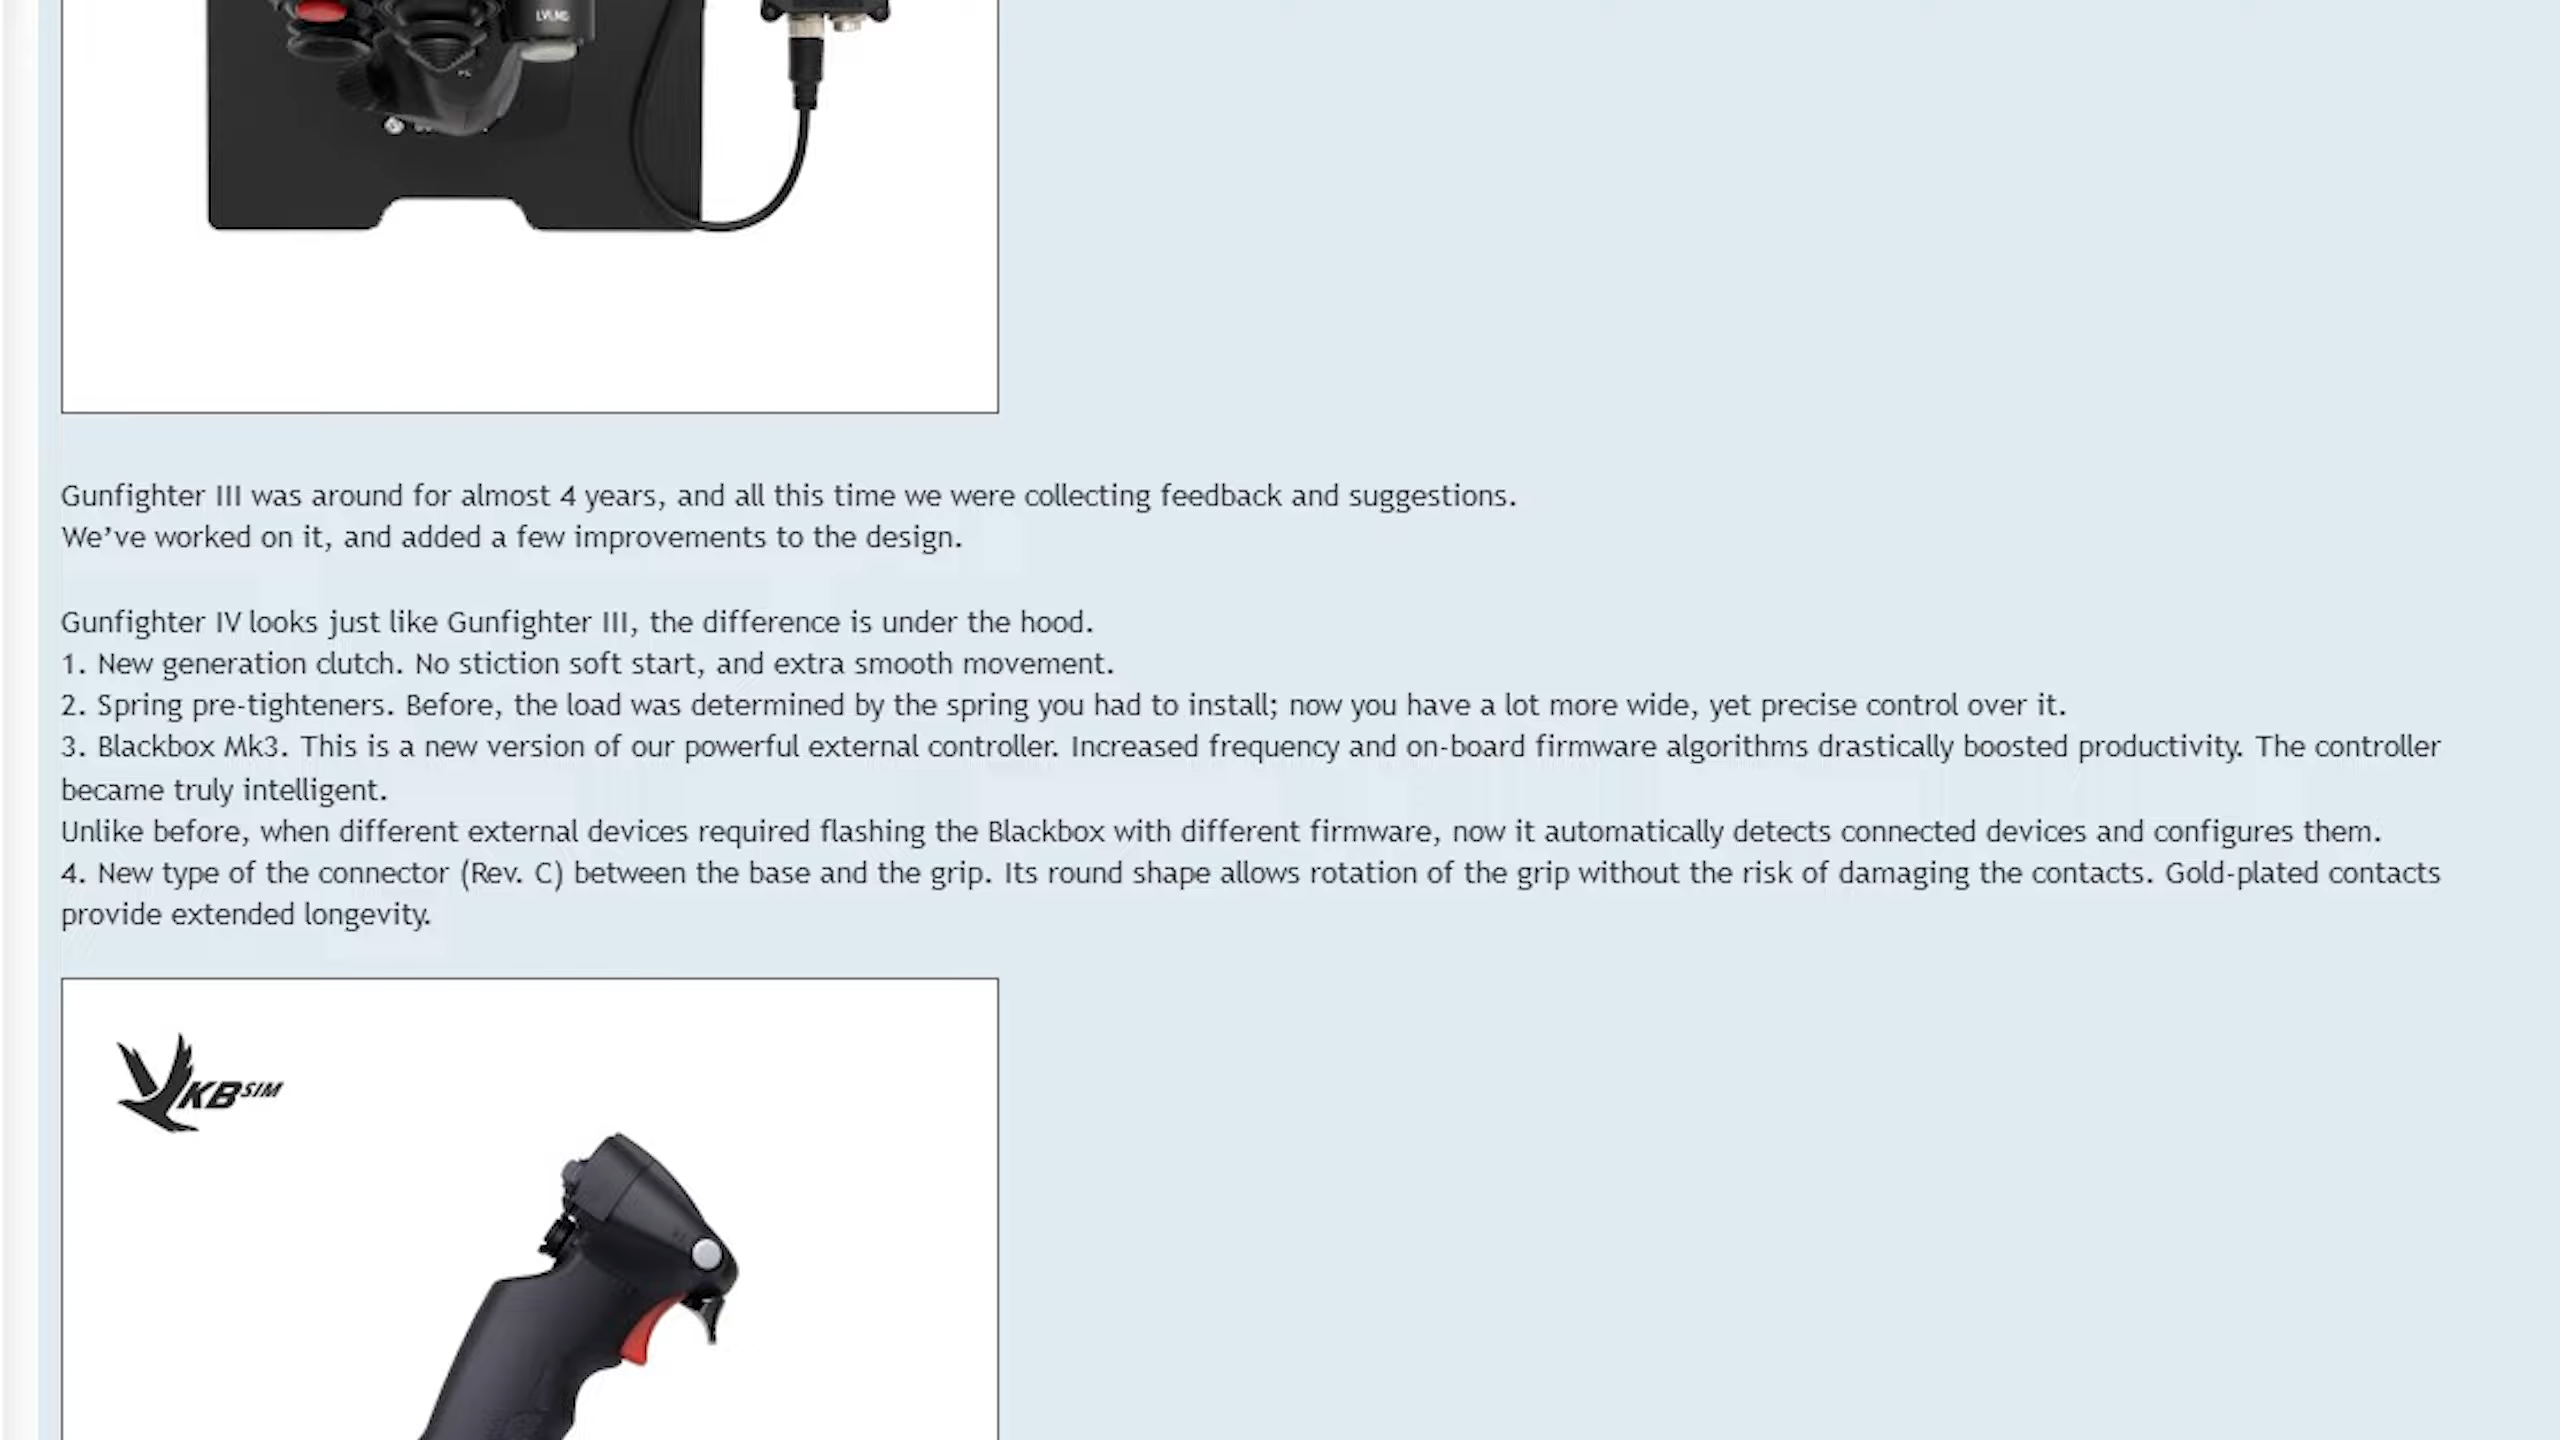 LVLNG
Gunfighter III was around for almost 4 years, and all this time we were collecting feedback and suggestions.
We’ve worked on it, and added a few improvements to the design.
Gunfighter IV looks just like Gunfighter III, the difference is under the hood.
1. New generation clutch. No stiction soft start, and extra smooth movement.
2. Spring pre-tighteners. Before, the load was determined by the spring you had to install; now you have a lot more wide, yet precise control over it.
3. Blackbox Mk3. This is a new version of our powerful external controller. Increased frequency and on-board firmware algorithms drastically boosted productivity. The controller
became truly intelligent.
Unlike before, when different external devices required flashing the Blackbox with different firmware, now it automatically detects connected devices and configures them.
4. New type of the connector (Rev. C) between the base and the grip. Its round shape allows rotation of the grip without the risk of damaging the contacts. Gold-plated contacts
provide extended longevity.
VKBSIM